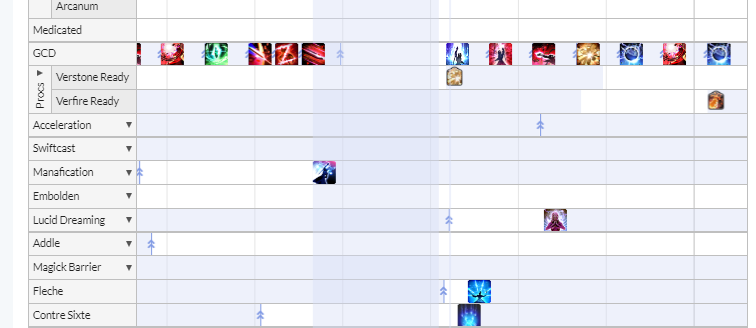 Arcanum
Medicated
GCD
Procs
Verstone Ready
Verfire Ready
Acceleration
Swiftcast
Manafication
Embolden
Lucid Dreaming
Addle
Magick Barrier
Fleche
Contre Sixte